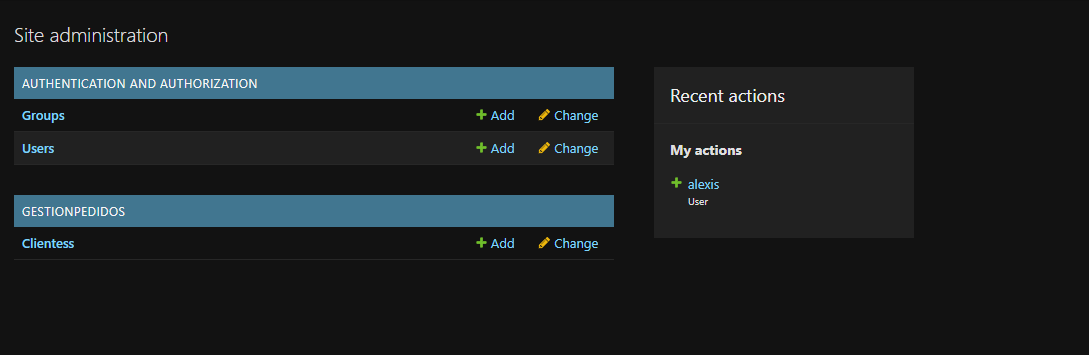 Site administration
AUTHENTICATION AND AUTHORIZATION
Groups Add Change
Users Add Change
GESTIONPEDIDOS
Clientess Add Change
Recent actions
My actions
alexis
User